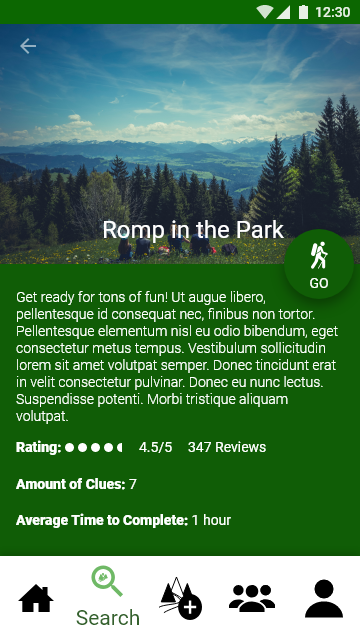 12:30
Romp in the Park
GO
Get ready for tons of fun! Ut augue libero,
pellentesque id consequat nec, finibus non tortor.
Pellentesque elementum nisl eu odio bibendum, eget
consectetur metus tempus. Vestibulum sollicitudin
lorem sit amet volutpat semper. Donec tincidunt erat
in velit consectetur pulvinar. Donec eu nunc lectus.
Suspendisse potenti. Morbi tristique aliquam
volutpat.
Rating: 4.5/5 347 Reviews
Amount of Clues: 7
Average Time to Complete: 1 hour
Search